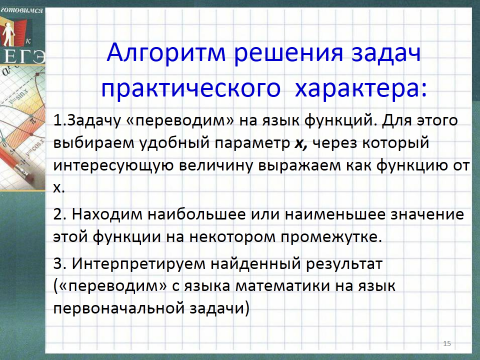 готовимся
к
ЕГЭ
Алгоритм решения задач
практического характера:
1.Задачу «переводим» на язык функций. Для этого
выбираем удобный параметр х, через который
интересующую величину выражаем как функцию от
х.
2. Находим наибольшее или наименьшее значение
этой функции на некотором промежутке.
3. Интерпретируем найденный результат
(«переводим» с языка математики на язык
первоначальной задачи)
15